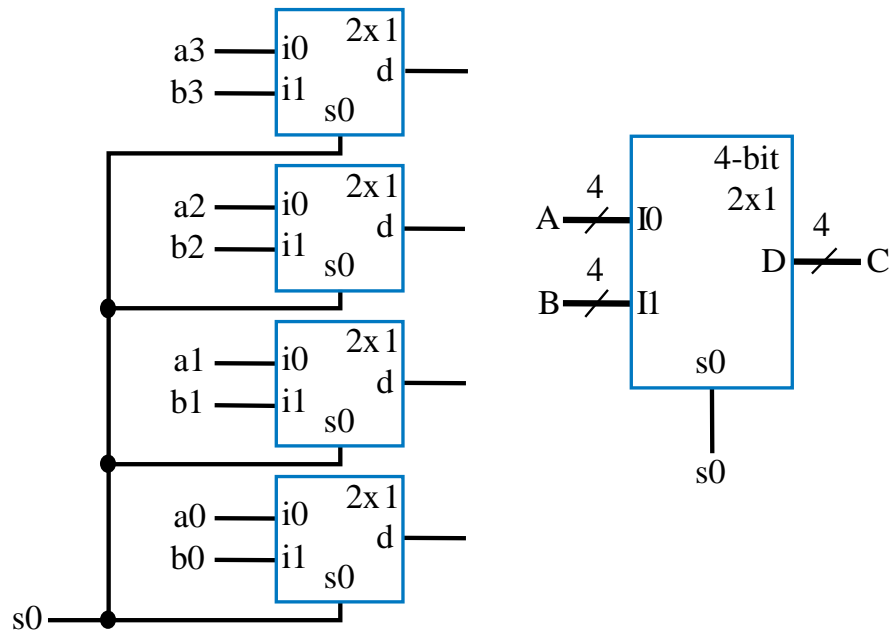 a3 i0 2x1
b3 i1 d
s0
a2 i0 2x1
b2 i1 d
s0
a1 i0 2x1
b1 i1 d
s0
a0 i0 2x1
b0 i1 d
s0
s0
4-bit
2x1
4
A I0
4
B I1
4
D C
s0
s0